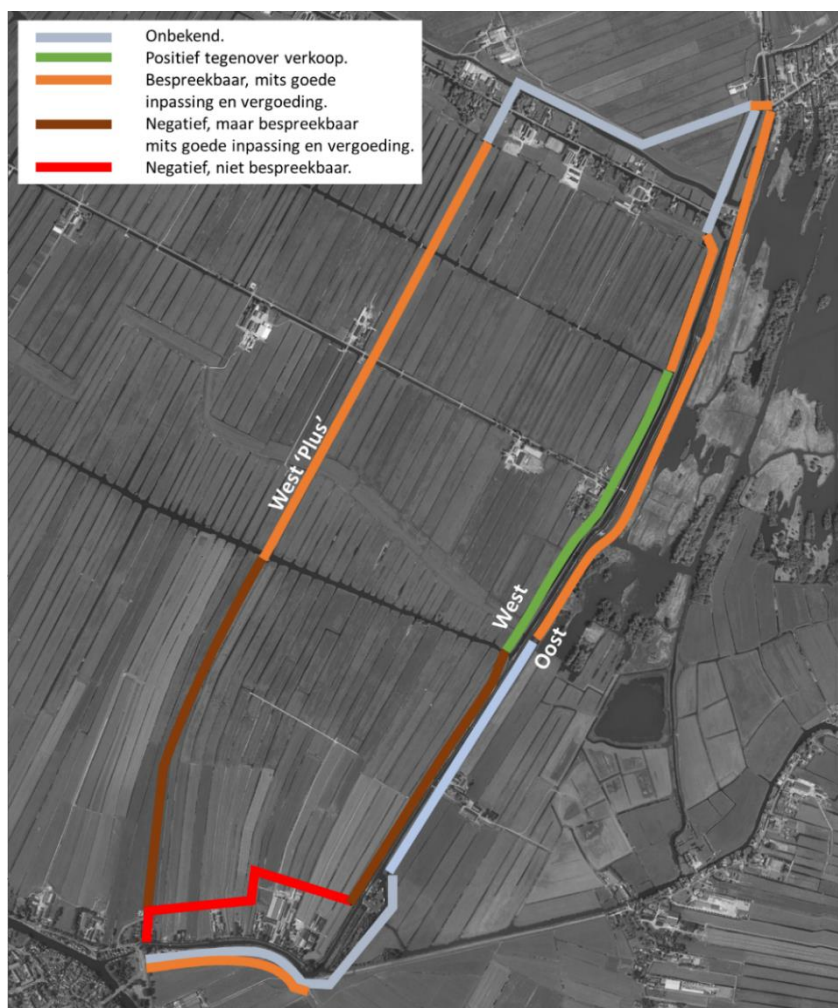 Onbekend.
Positief tegenover verkoop.
Bespreekbaar, mits goede
inpassing en vergoeding.
Negatief, maar bespreekbaar
mits goede inpassing en vergoeding.
Negatief, niet bespreekbaar.
West ‘Plus’
West
Oost